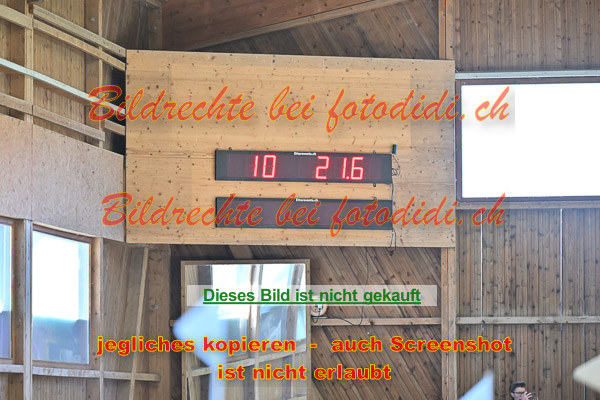 Bildrechte bei fotodidi.ch
10 21.6
Bildrechte bei fotodidi.ch
Dieses Bild ist nicht gekauft
jegliches kopieren - auch Screenshot
ist nicht erlaubt